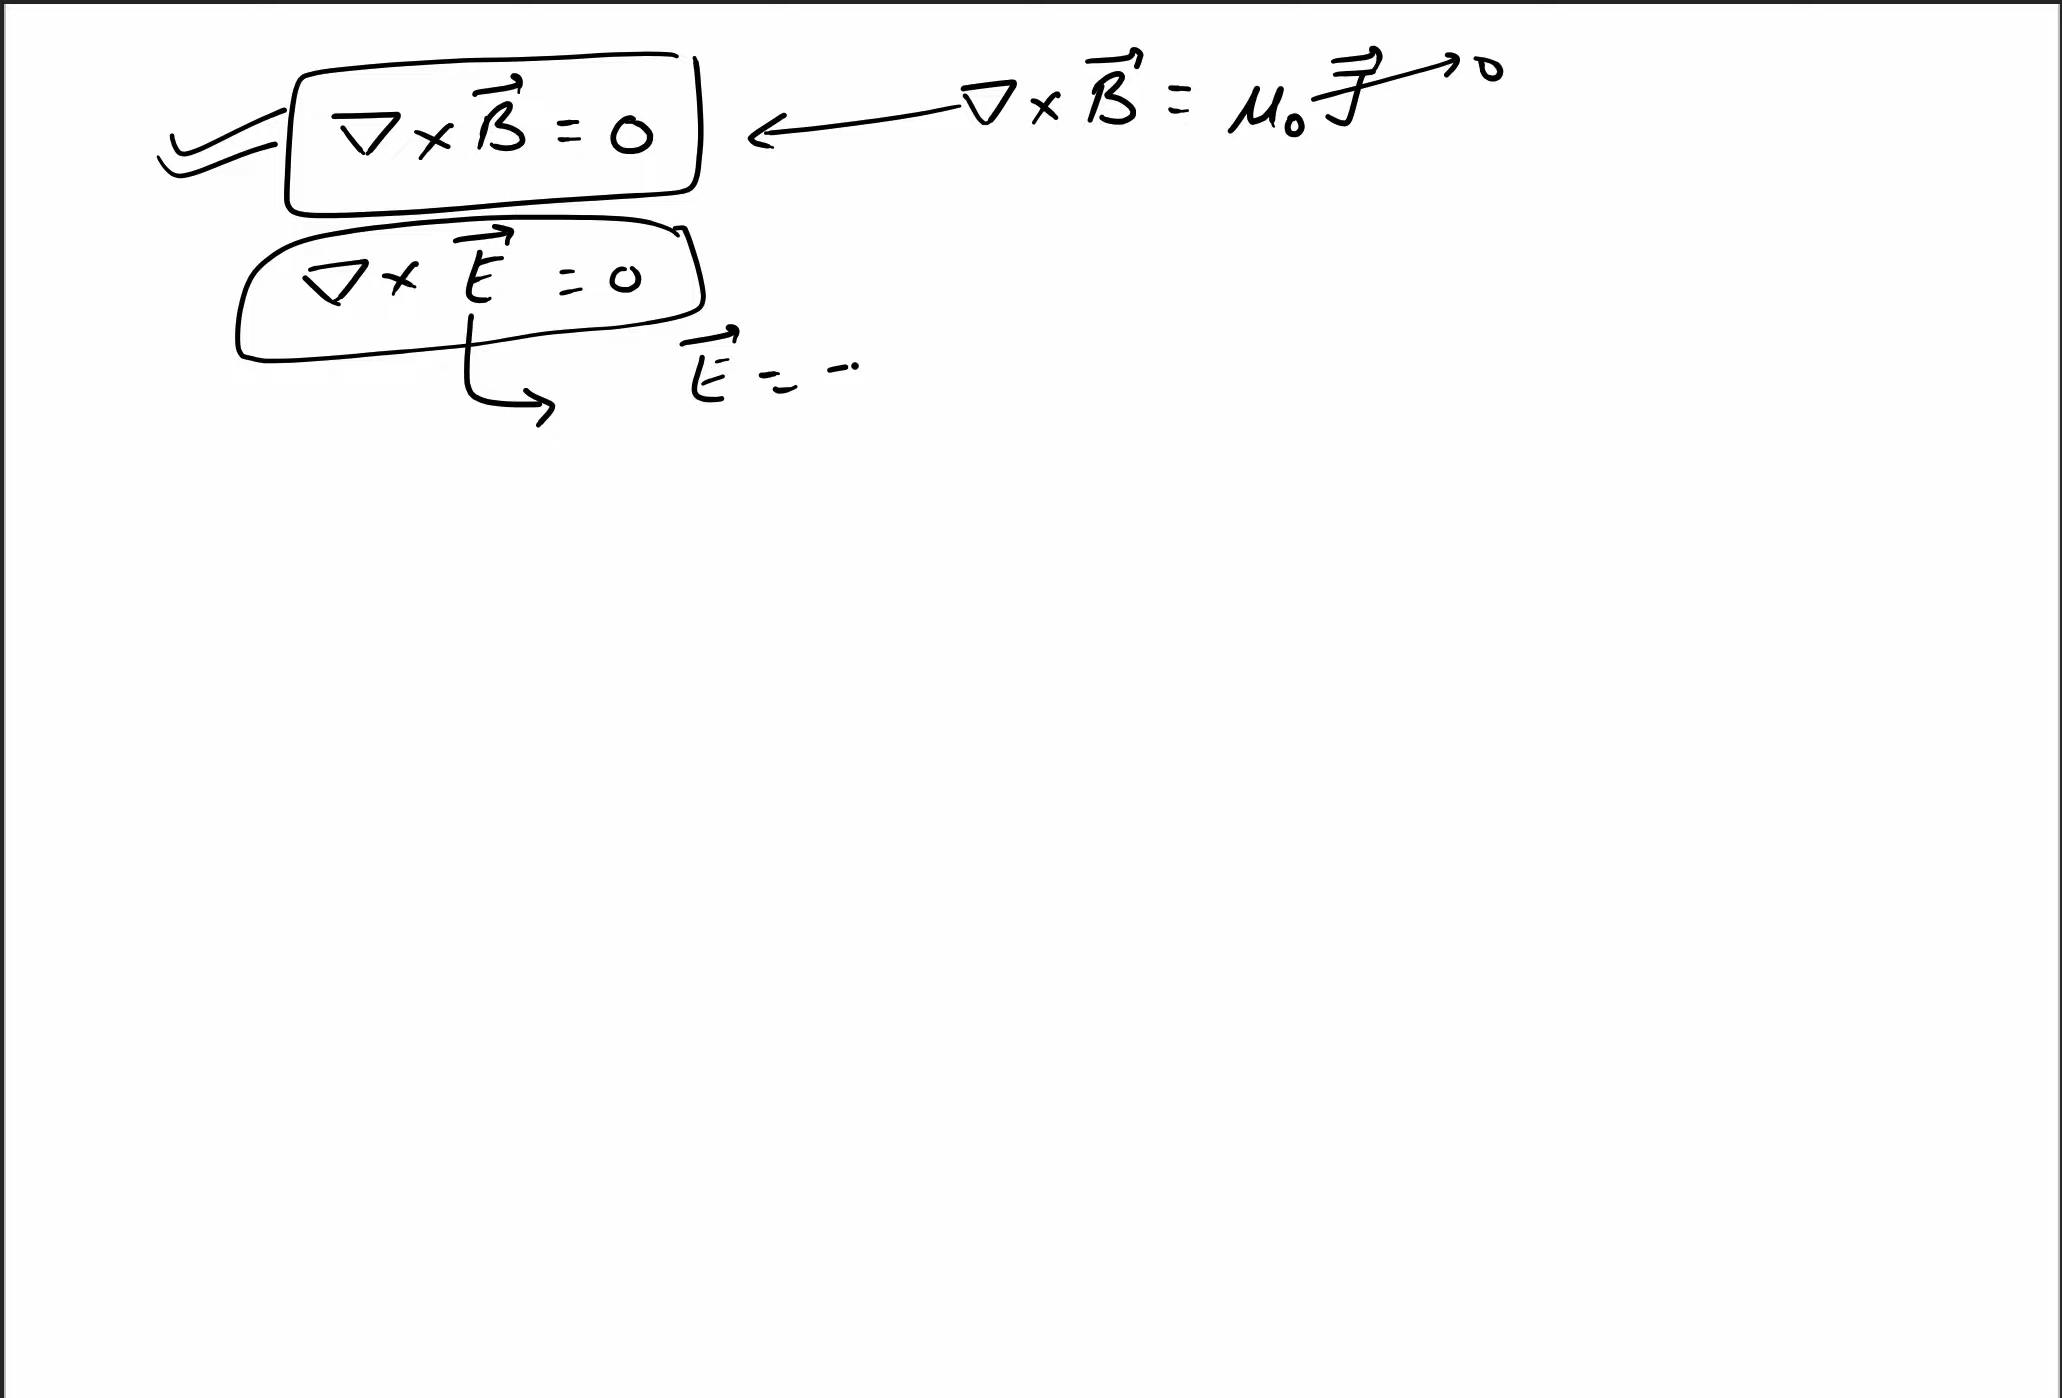 ∇ × B⃗ = 0 ← ∇ × B⃗ = μ₀ J⃗ → 0
∇ × E⃗ = 0
E⃗ = -